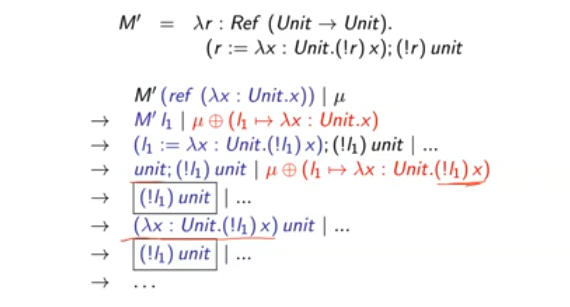 M′ = λr : Ref (Unit → Unit).
(r := λx : Unit.(!r) x); (!r) unit
M′ (ref (λx : Unit.x)) | μ
→ M′ l₁ | μ ⊕ (l₁ ↦ λx : Unit.x)
→ (l₁ := λx : Unit.(!l₁) x); (!l₁) unit | ...
→ unit; (!l₁) unit | μ ⊕ (l₁ ↦ λx : Unit.(!l₁) x)
→ (!l₁) unit | ...
→ (λx : Unit.(!l₁) x) unit | ...
→ (!l₁) unit | ...
→ ...